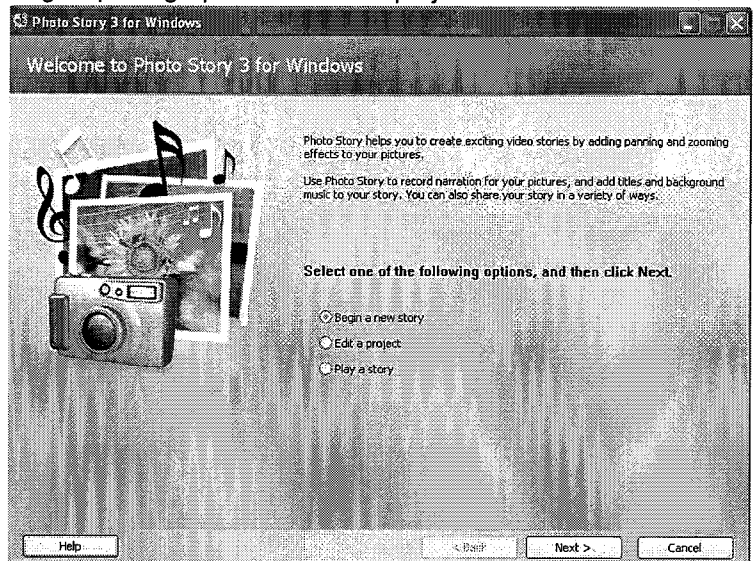 Photo Story 3 for Windows
Welcome to Photo Story 3 for Windows
Photo Story helps you to create exciting video stories by adding panning and zooming
effects to your pictures.
Use Photo Story to record narration for your pictures, and add titles and background
music to your story. You can also share your story in a variety of ways.
Select one of the following options, and then click Next.
Begin a new story
Edit a project
Play a story
Help
< Back
Next >
Cancel